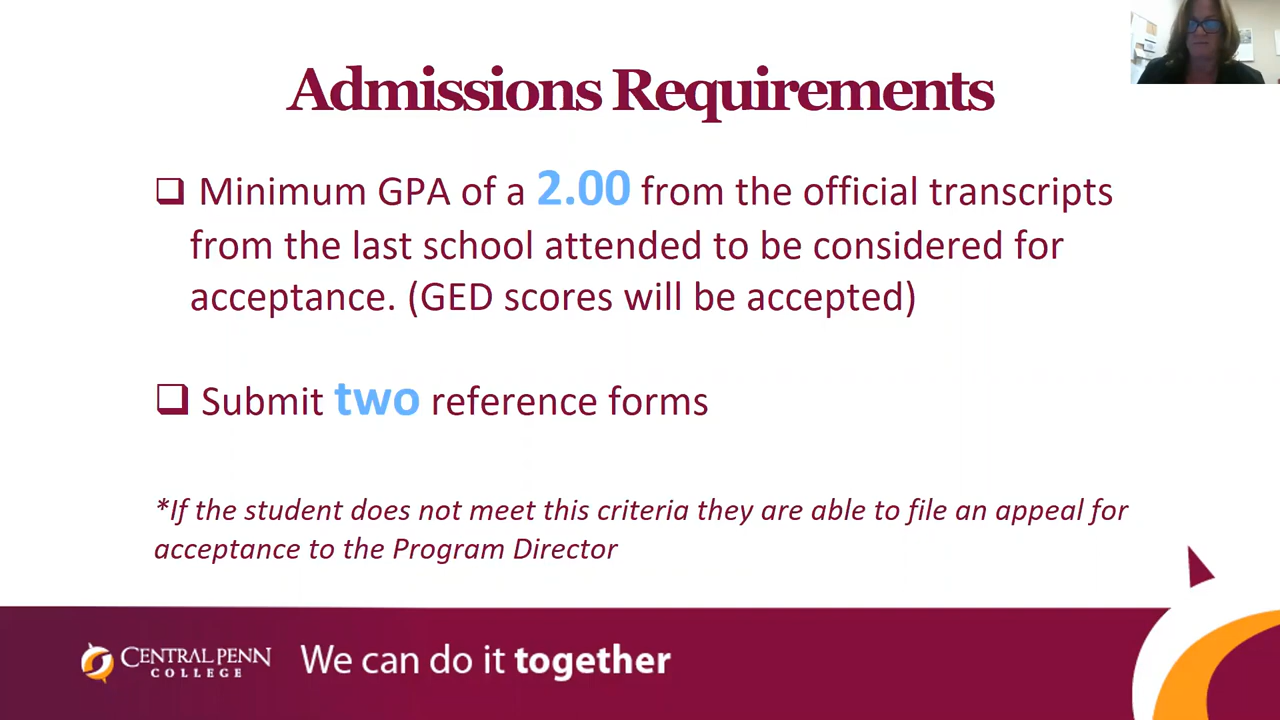 Admissions Requirements
Minimum GPA of a 2.00 from the official transcripts
from the last school attended to be considered for
acceptance. (GED scores will be accepted)
Submit two reference forms
*If the student does not meet this criteria they are able to file an appeal for
acceptance to the Program Director
CENTRAL PENN
COLLEGE
We can do it together